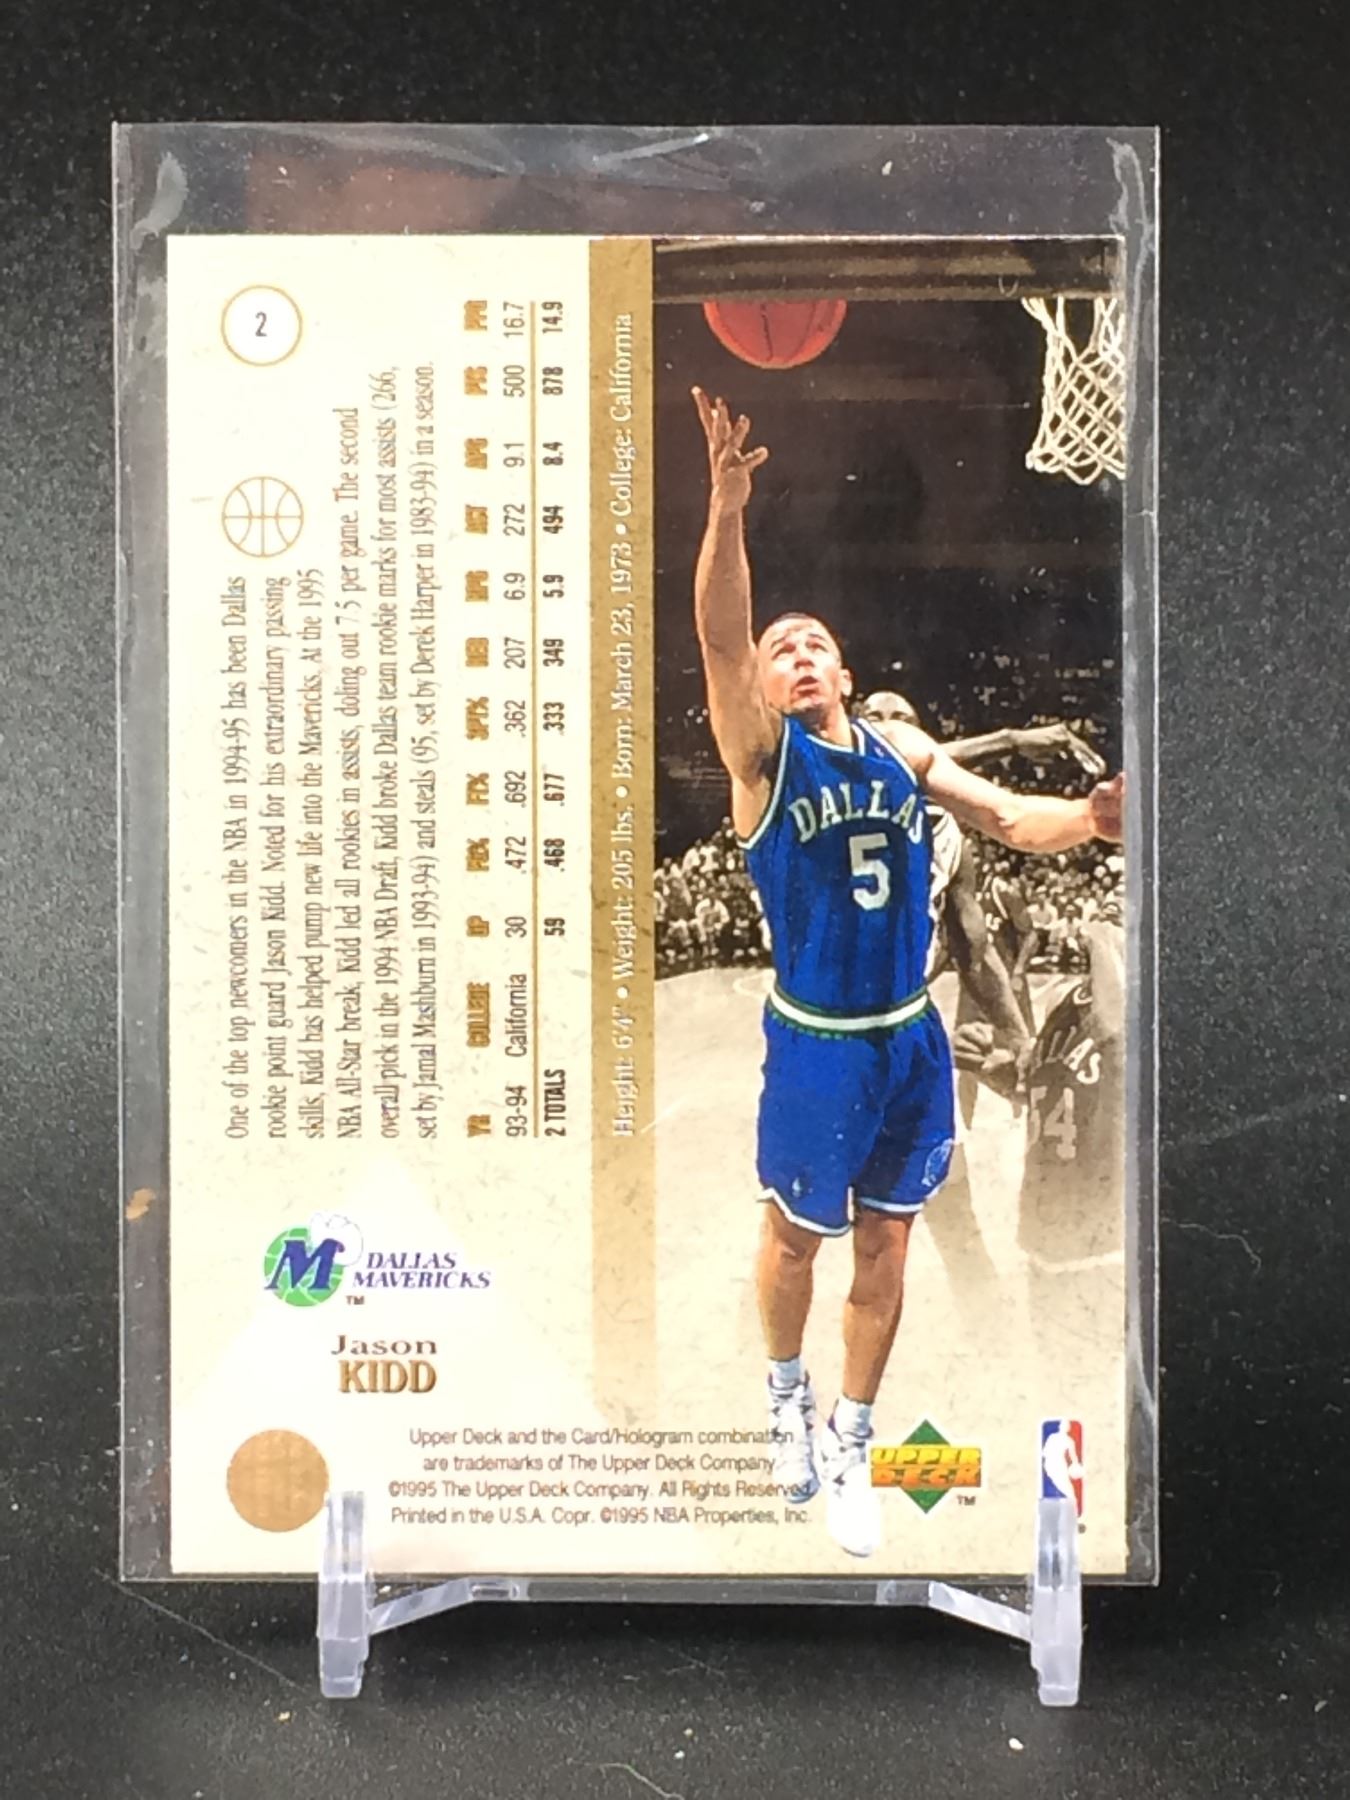 2
One of the top newcomers in the NBA in 1994-95 has been Dallas
rookie point guard Jason Kidd. Noted for his extraordinary passing
skills, Kidd has helped pump new life into the Mavericks. At the 1995
NBA All-Star break, Kidd led all rookies in assists, doling out 7.5 per game. The second
overall pick in the 1994 NBA Draft, Kidd broke Dallas team rookie marks for most assists (266,
set by Jamal Mashburn in 1993-94) and steals (95, set by Derek Harper in 1983-94) in a season.
YR COLLEGE GP FG% FT% 3PT% REB RPG AST APG PTS PPG
93-94 California 30 .472 .692 .362 207 6.9 272 9.1 500 16.7
2 TOTALS 59 .468 .677 .333 349 5.9 494 8.4 878 14.9
Height: 6'4" • Weight: 205 lbs. • Born: March 23, 1973 • College: California
DALLAS
5
AS
54
M
DALLAS
MAVERICKS
TM
Jason
KIDD
Upper Deck and the Card/Hologram combination
are trademarks of The Upper Deck Company.
©1995 The Upper Deck Company. All Rights Reserved.
Printed in the U.S.A. Copr. ©1995 NBA Properties, Inc.
UPPER
DECK
TM